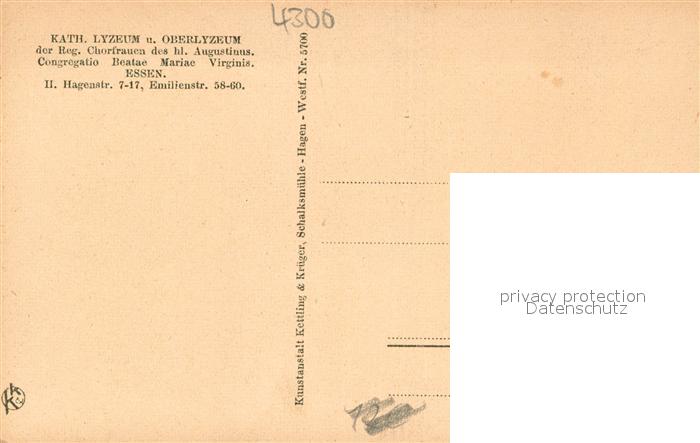 4300
KATH. LYZEUM u. OBERLYZEUM
der Reg. Chorfrauen des hl. Augustinus.
Congregatio Beatae Mariae Virginis.
ESSEN.
II. Hagenstr. 7-17, Emilienstr. 58-60.
Kunstanstalt Kettling & Krüger, Schalksmühle - Hagen - Westf. Nr. 5700
privacy protection
Datenschutz